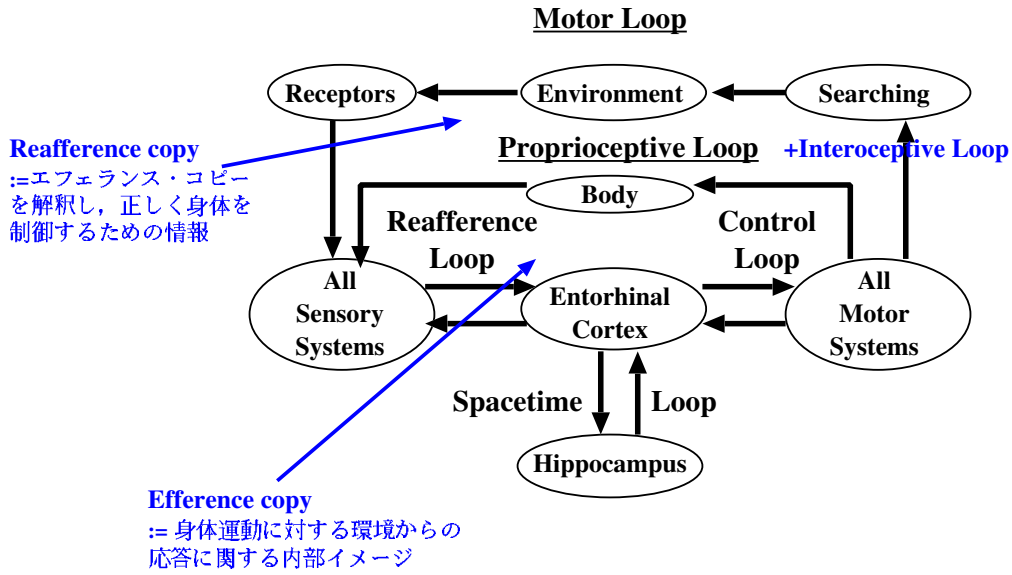 Motor Loop
Receptors
Environment
Searching
Reafference copy
:=エフェランス・コピー
を解釈し，正しく身体を
制御するための情報
Proprioceptive Loop
+Interoceptive Loop
Body
Reafference
Loop
Control
Loop
All
Sensory
Systems
Entorhinal
Cortex
All
Motor
Systems
Spacetime
Loop
Hippocampus
Efference copy
:= 身体運動に対する環境からの
応答に関する内部イメージ